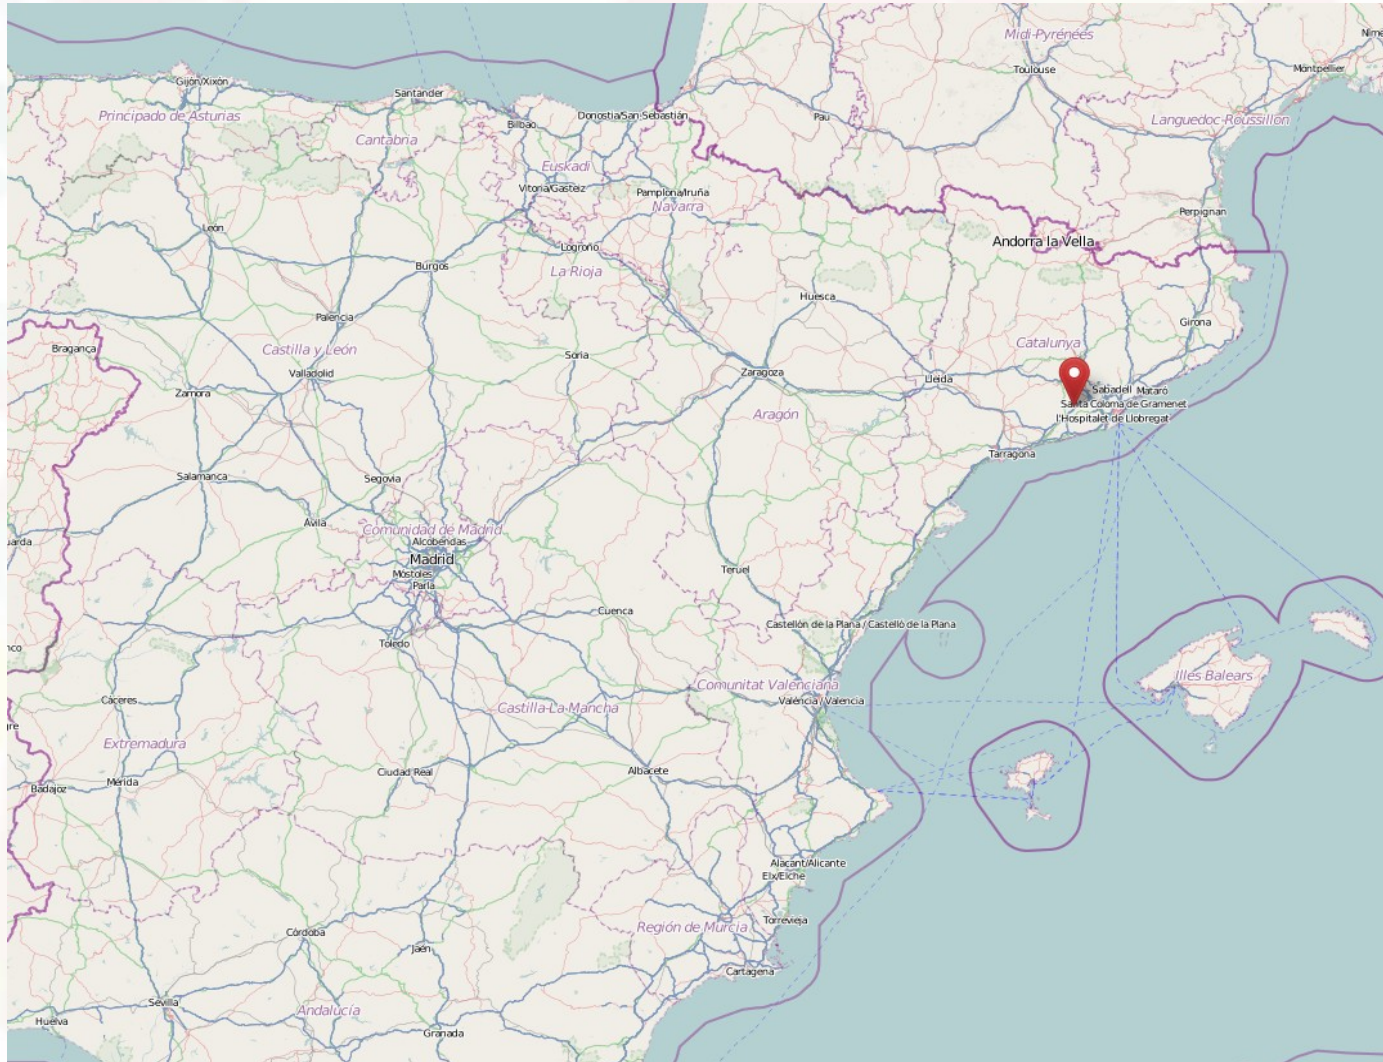 Midi-Pyrénées
Nîme
Toulouse
Montpellier
Gijón/Xixón
Santander
Principado de Asturias
Bilbao
Donostia/San Sebastián
Pau
Languedoc-Roussillon
Cantabria
Euskadi
Vitoria/Gasteiz
Pamplona/Iruña
Navarra
Perpignan
León
Logroño
Andorra la Vella
Burgos
La Rioja
Huesca
Palencia
Girona
Bragança
Castilla y León
Soria
Catalunya
Valladolid
Zaragoza
Lleida
Zamora
Sabadell
Mataró
Santa Coloma de Gramenet
Aragón
l'Hospitalet de Llobregat
Tarragona
Salamanca
Segovia
Ávila
Comunidad de Madrid
uarda
Alcobendas
Madrid
Móstoles
Parla
Teruel
Cuenca
Castellón de la Plana / Castelló de la Plana
Toledo
nco
Illes Balears
Comunitat Valenciana
Cáceres
València / Valencia
Castilla-La Mancha
gre
Extremadura
Ciudad Real
Albacete
Mérida
Badajoz
Alacant/Alicante
Elx/Elche
Torrevieja
Región de Murcia
Córdoba
Jaén
Cartagena
Sevilla
Andalucía
Huelva
Granada